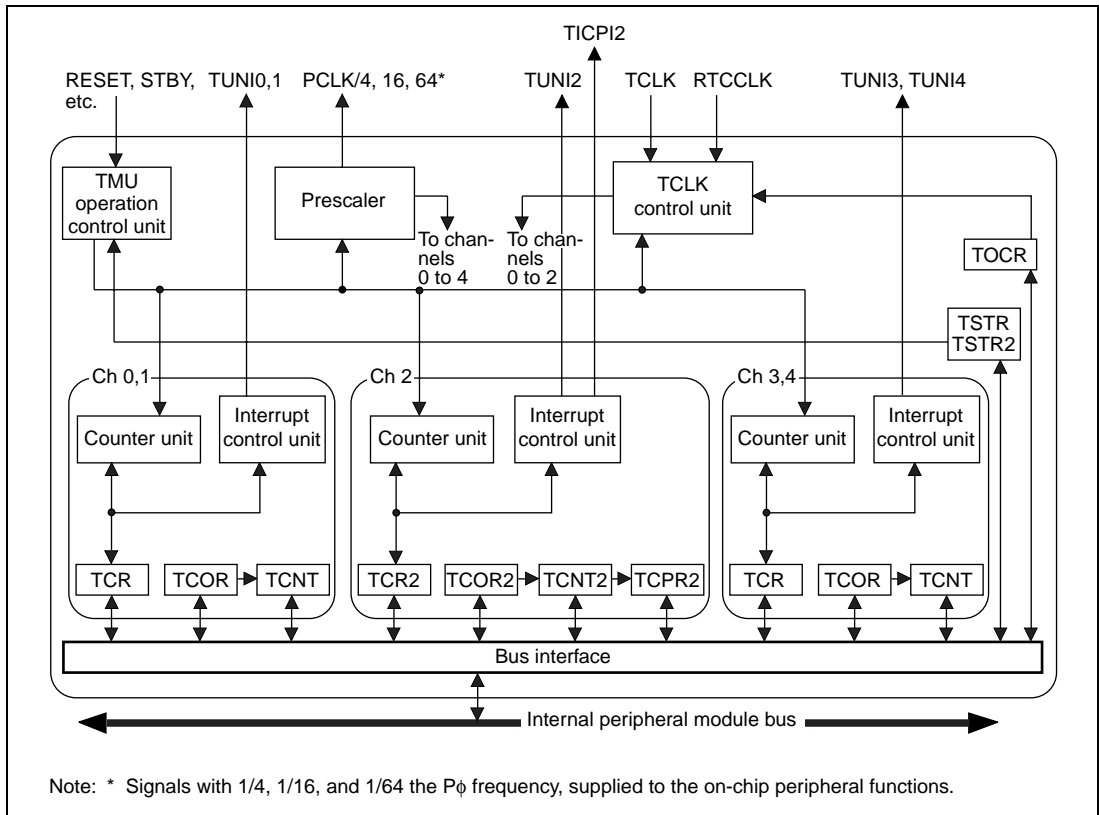 TICPI2
RESET, STBY,
etc.
TUNI0,1
PCLK/4, 16, 64*
TUNI2
TCLK
RTCCLK
TUNI3, TUNI4
TMU
operation
control unit
Prescaler
TCLK
control unit
To chan-
nels
0 to 4
To chan-
nels
0 to 2
TOCR
TSTR
TSTR2
Ch 0,1
Counter unit
Interrupt
control unit
TCR
TCOR
TCNT
Ch 2
Counter unit
Interrupt
control unit
TCR2
TCOR2
TCNT2
TCPR2
Ch 3,4
Counter unit
Interrupt
control unit
TCR
TCOR
TCNT
Bus interface
Internal peripheral module bus
Note: * Signals with 1/4, 1/16, and 1/64 the Pϕ frequency, supplied to the on-chip peripheral functions.